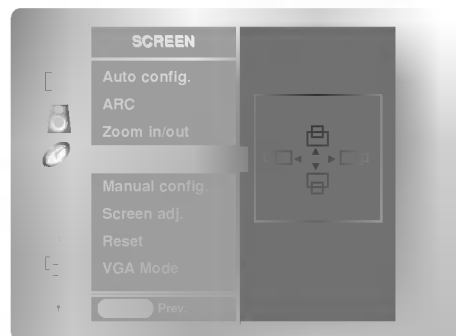 SCREEN
Auto config.
ARC
Zoom in/out
Manual config.
Screen adj.
Reset
VGA Mode
Prev.